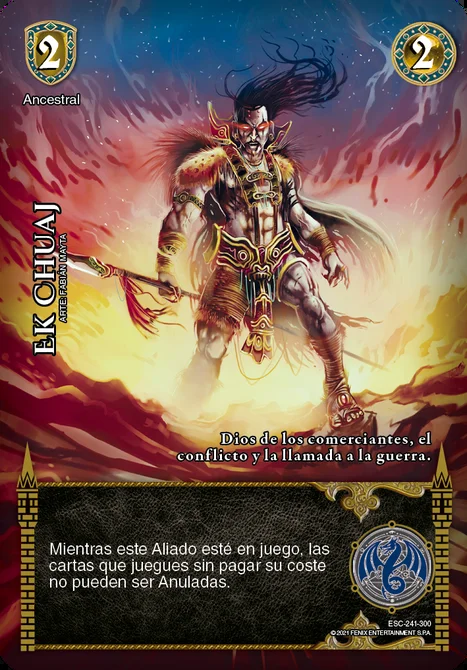 2
2
Ancestral
EK CHUAJ
ARTE: FABIÁN MAYTA
Dios de los comerciantes, el
conflicto y la llamada a la guerra.
Mientras este Aliado esté en juego, las
cartas que juegues sin pagar su coste
no pueden ser Anuladas.
ESC-241-300
©2021 FENIX ENTERTAINMENT S.P.A.